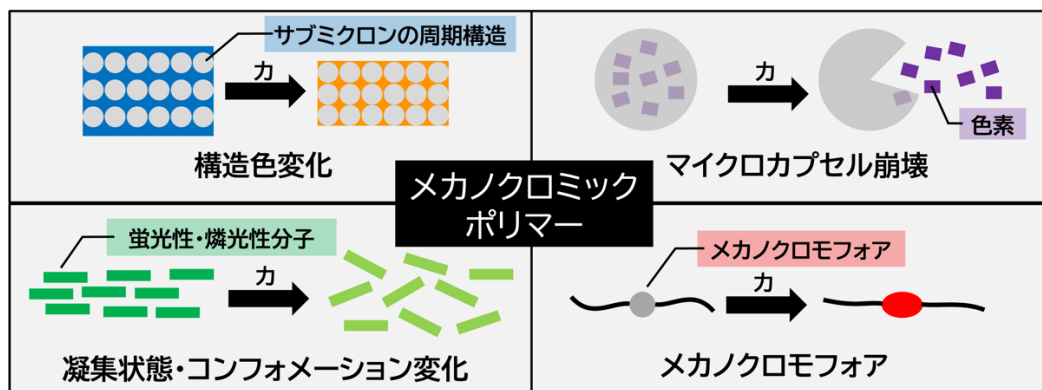 サブミクロンの周期構造
力
構造色変化
力
色素
マイクロカプセル崩壊
メカノクロミック
ポリマー
蛍光性・燐光性分子
力
凝集状態・コンフォメーション変化
メカノクロモフォア
力
メカノクロモフォア